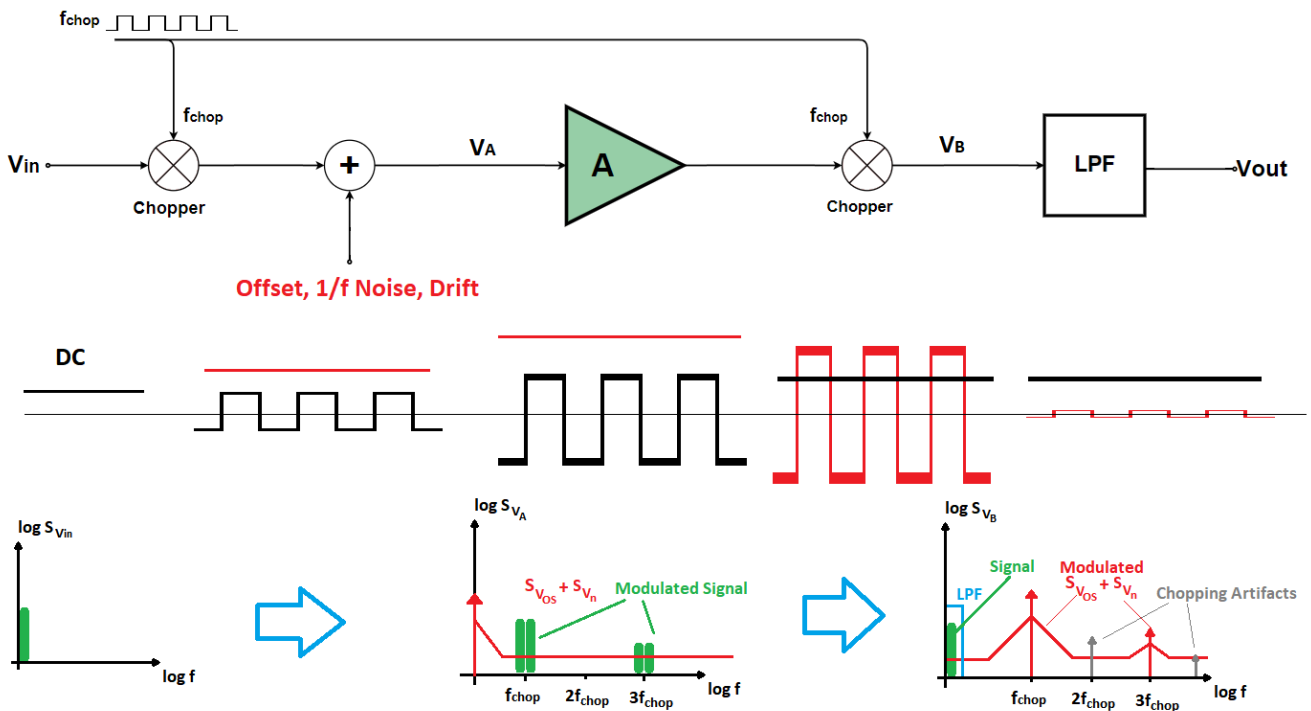 fchop
fchop
fchop
Vin
Chopper
+
VA
A
Chopper
VB
LPF
Vout
Offset, 1/f Noise, Drift
DC
log SVin
log f
log SVA
SVOS + SVn
Modulated Signal
fchop
2fchop
3fchop
log f
log SVB
Signal
Modulated
SVOS + SVn
LPF
Chopping Artifacts
fchop
2fchop
3fchop
log f